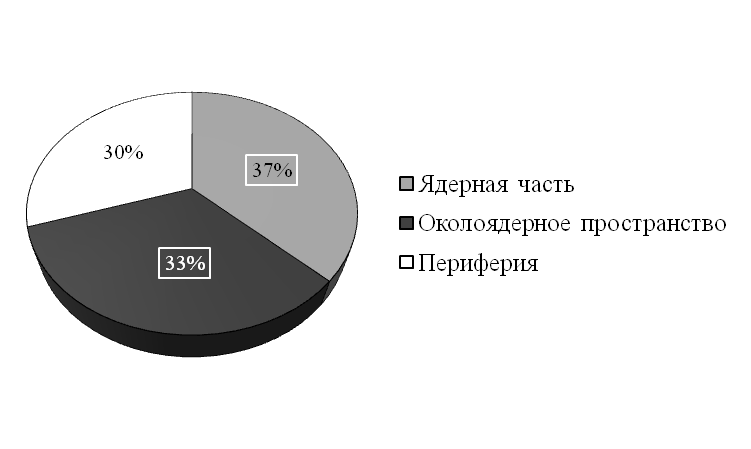 30%
37%
33%
Ядерная часть
Околоядерное пространство
Периферия